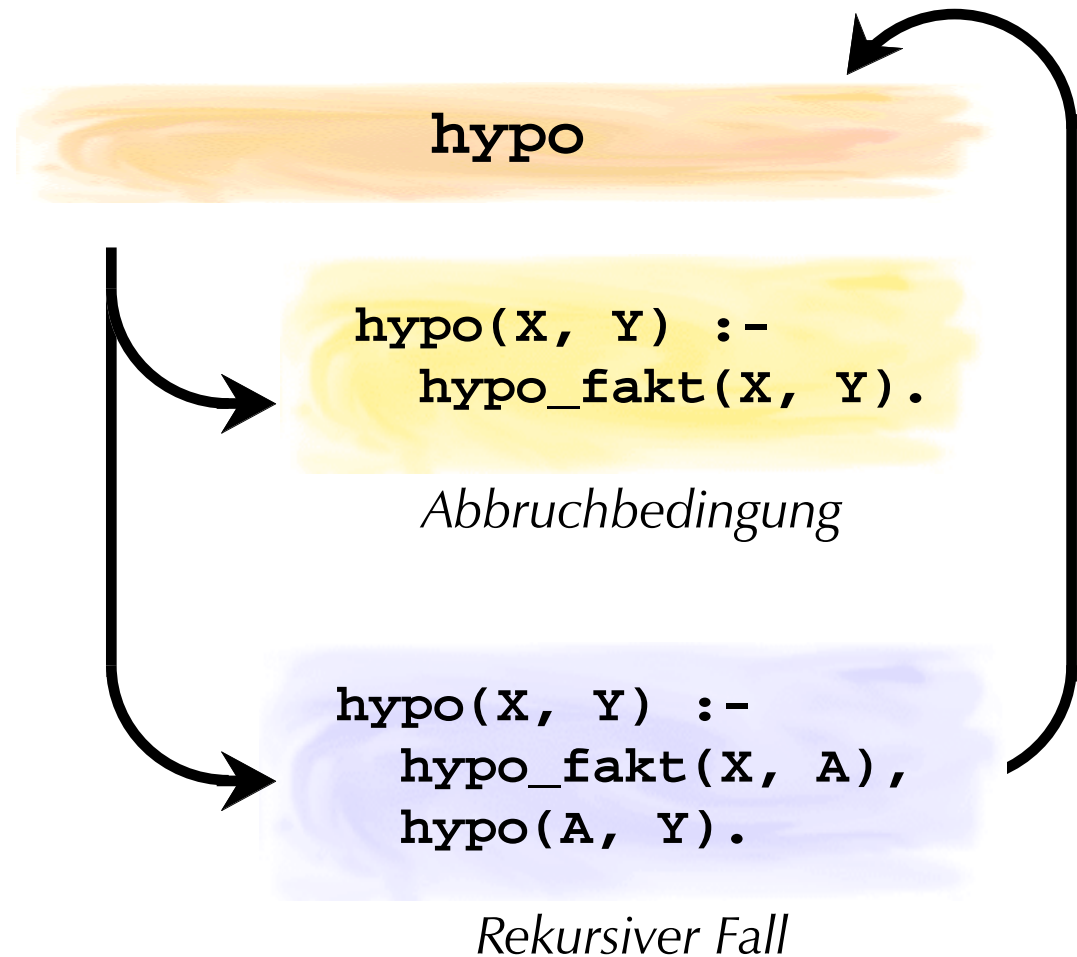 hypo
hypo(X, Y) :-
hypo_fakt(X, Y).
Abbruchbedingung
hypo(X, Y) :-
hypo_fakt(X, A),
hypo(A, Y).
Rekursiver Fall